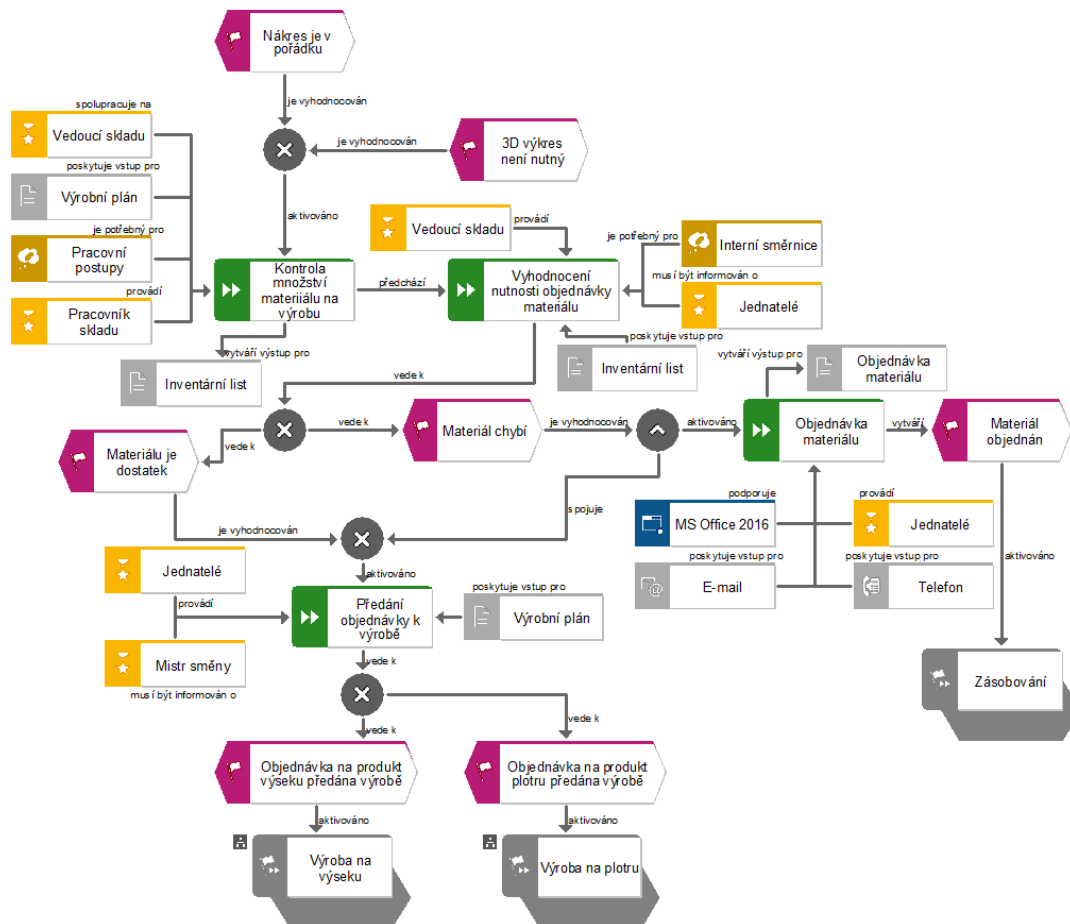 Nákres je v
pořádku
je vyhodnocován
spolupracuje na
Vedoucí skladu
je vyhodnocován
3D výkres
není nutný
poskytuje vstup pro
Výrobní plán
aktivováno
Vedoucí skladu
provádí
je potřebný pro
Interní směrnice
je potřebný pro
Pracovní
postupy
Kontrola
množství
materiiálu na
výrobu
předchází
Vyhodnocení
nutnosti objednávky
materiálu
musí být informován o
Jednatelé
provádí
Pracovník
skladu
vytváří výstup pro
Inventární list
poskytuje vstup pro
Inventární list
vytváří výstup pro
Objednávka
materiálu
vede k
vede k
vede k
Materiál chybí
je vyhodnocován
aktivováno
Objednávka
materiálu
vytváří
Materiál
objednán
Materiálu je
dostatek
je vyhodnocován
spojuje
podporuje
MS Office 2016
provádí
Jednatelé
aktivováno
poskytuje vstup pro
E-mail
poskytuje vstup pro
Telefon
Jednatelé
aktivováno
provádí
Předání
objednávky k
výrobě
poskytuje vstup pro
Výrobní plán
Mistr směny
musí být informován o
vede k
Zásobování
vede k
vede k
Objednávka na produkt
výseku předána výrobě
Objednávka na produkt
plotru předána výrobě
aktivováno
aktivováno
Výroba na
výseku
Výroba na plotru